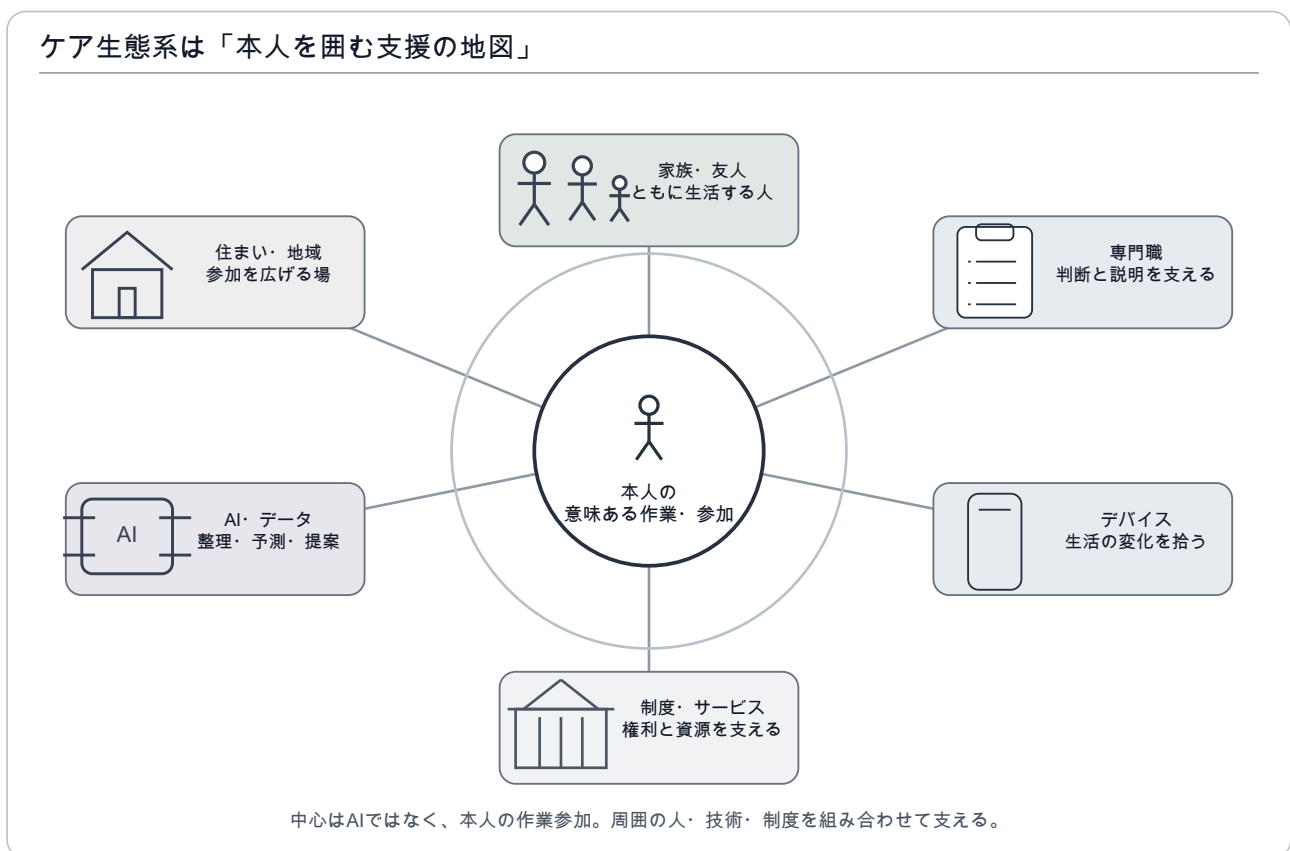 ケア生態系は「本人を囲む支援の地図」
家族・友人
ともに生活する人
住まい・地域
参加を広げる場
専門職
判断と説明を支える
本人の
意味ある作業・参加
AI
AI・データ
整理・予測・提案
デバイス
生活の変化を拾う
制度・サービス
権利と資源を支える
中心はAIではなく、本人の作業参加。周囲の人・技術・制度を組み合わせて支える。